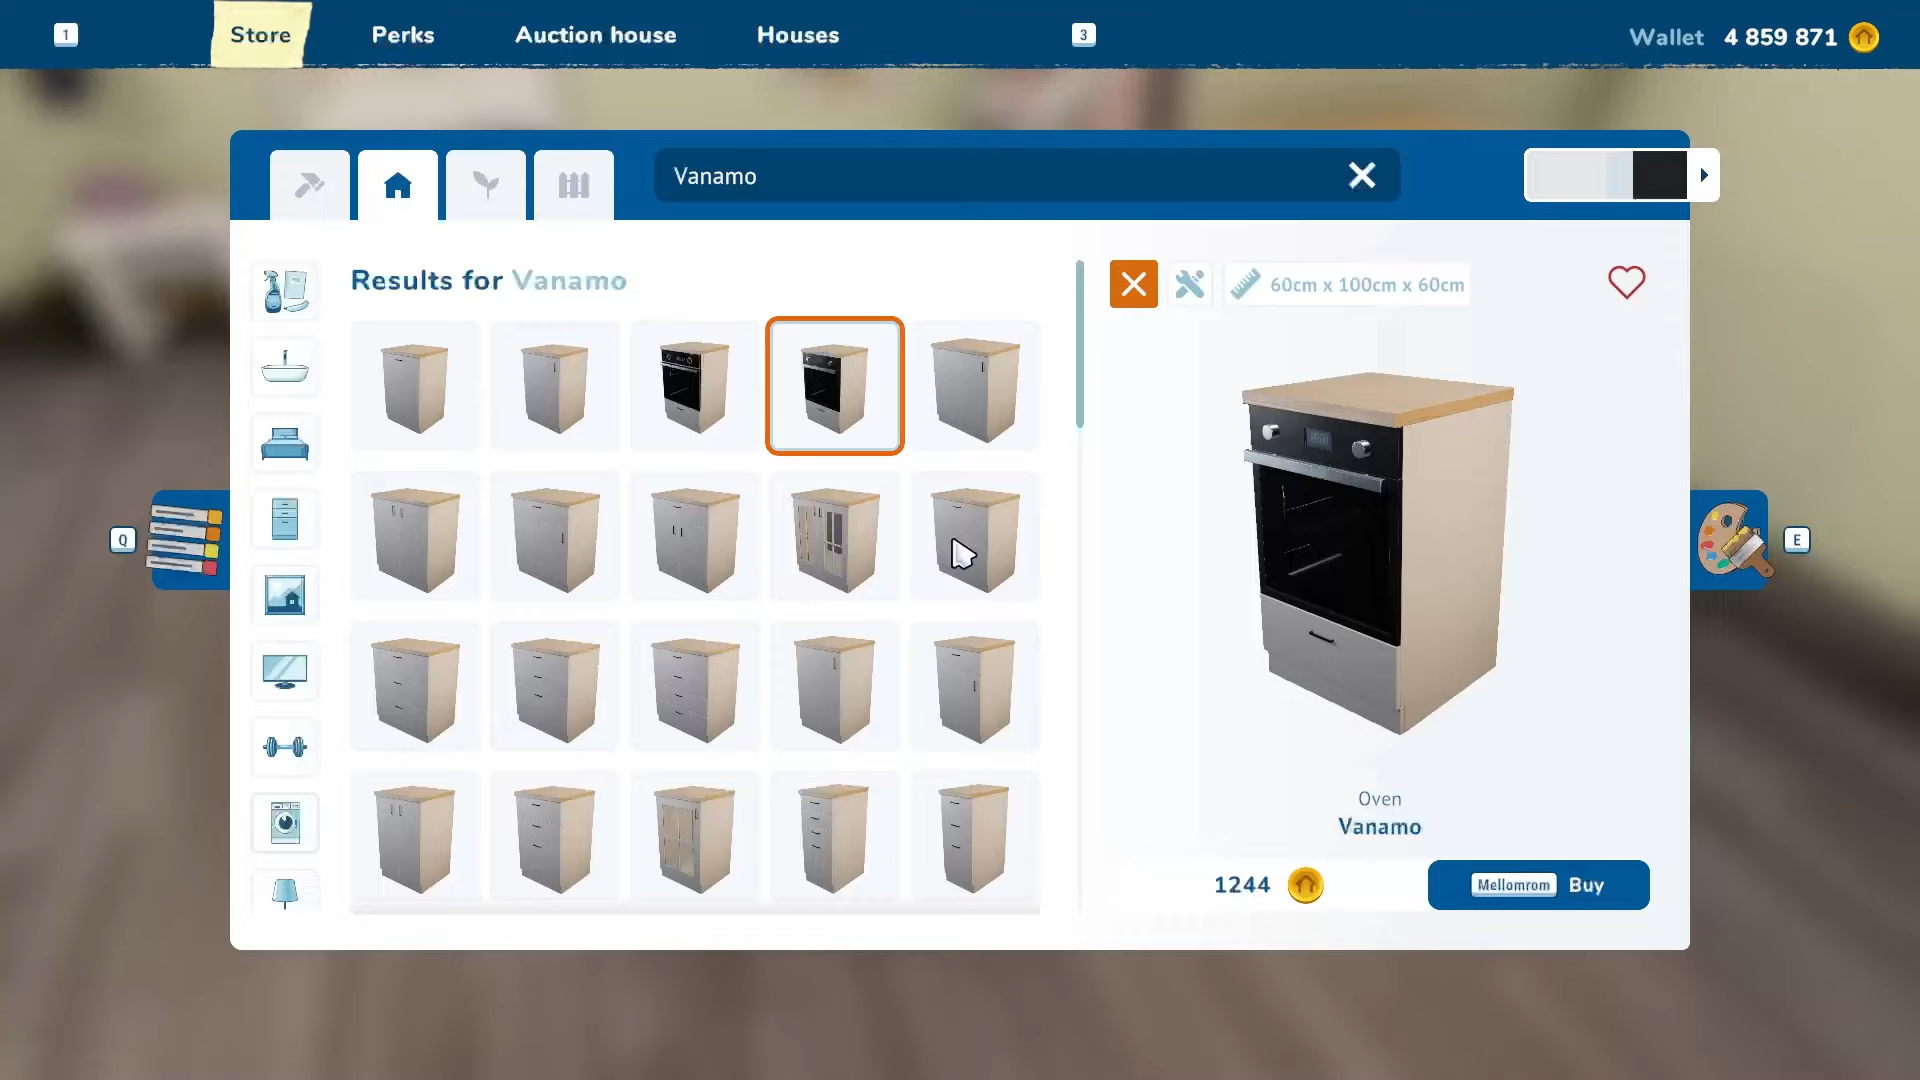 1
Store
Perks
Auction house
Houses
3
Wallet 4 859 871
Vanamo
Results for Vanamo
60cm x 100cm x 60cm
Q
E
Oven
Vanamo
1244
Mellomrom Buy